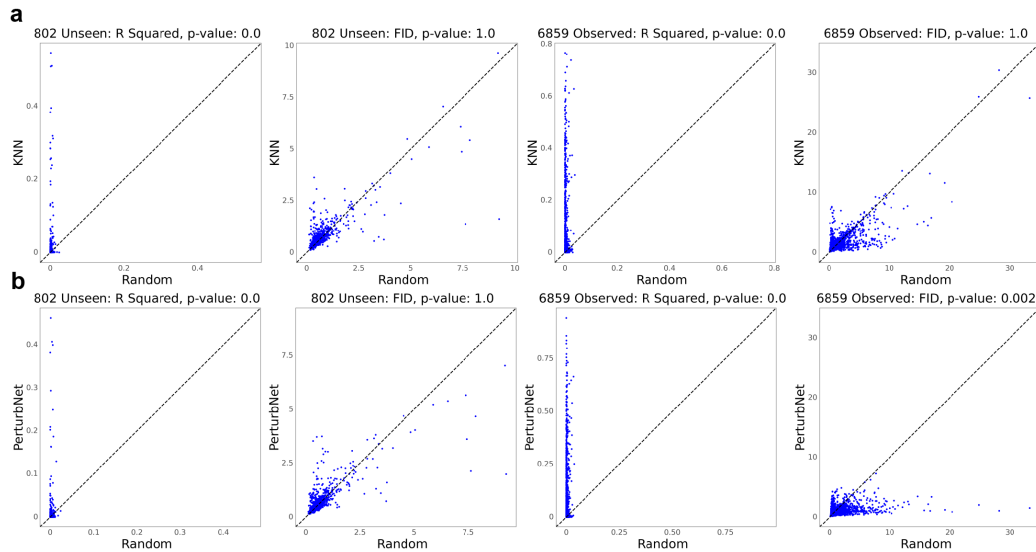 a
802 Unseen: R Squared, p-value: 0.0
KNN
0.4
0.2
0
0
0.2
0.4
Random
802 Unseen: FID, p-value: 1.0
KNN
10
7.5
5
2.5
0
0
2.5
5
7.5
10
Random
6859 Observed: R Squared, p-value: 0.0
KNN
0.8
0.6
0.4
0.2
0
0
0.2
0.4
0.6
0.8
Random
6859 Observed: FID, p-value: 1.0
KNN
30
20
10
0
0
10
20
30
Random
b
802 Unseen: R Squared, p-value: 0.0
PerturbNet
0.4
0.3
0.2
0.1
0
0
0.1
0.2
0.3
0.4
Random
802 Unseen: FID, p-value: 1.0
PerturbNet
7.5
5
2.5
0
0
2.5
5
7.5
Random
6859 Observed: R Squared, p-value: 0.0
PerturbNet
0.75
0.5
0.25
0
0
0.25
0.5
0.75
Random
6859 Observed: FID, p-value: 0.002
PerturbNet
30
20
10
0
0
10
20
30
Random